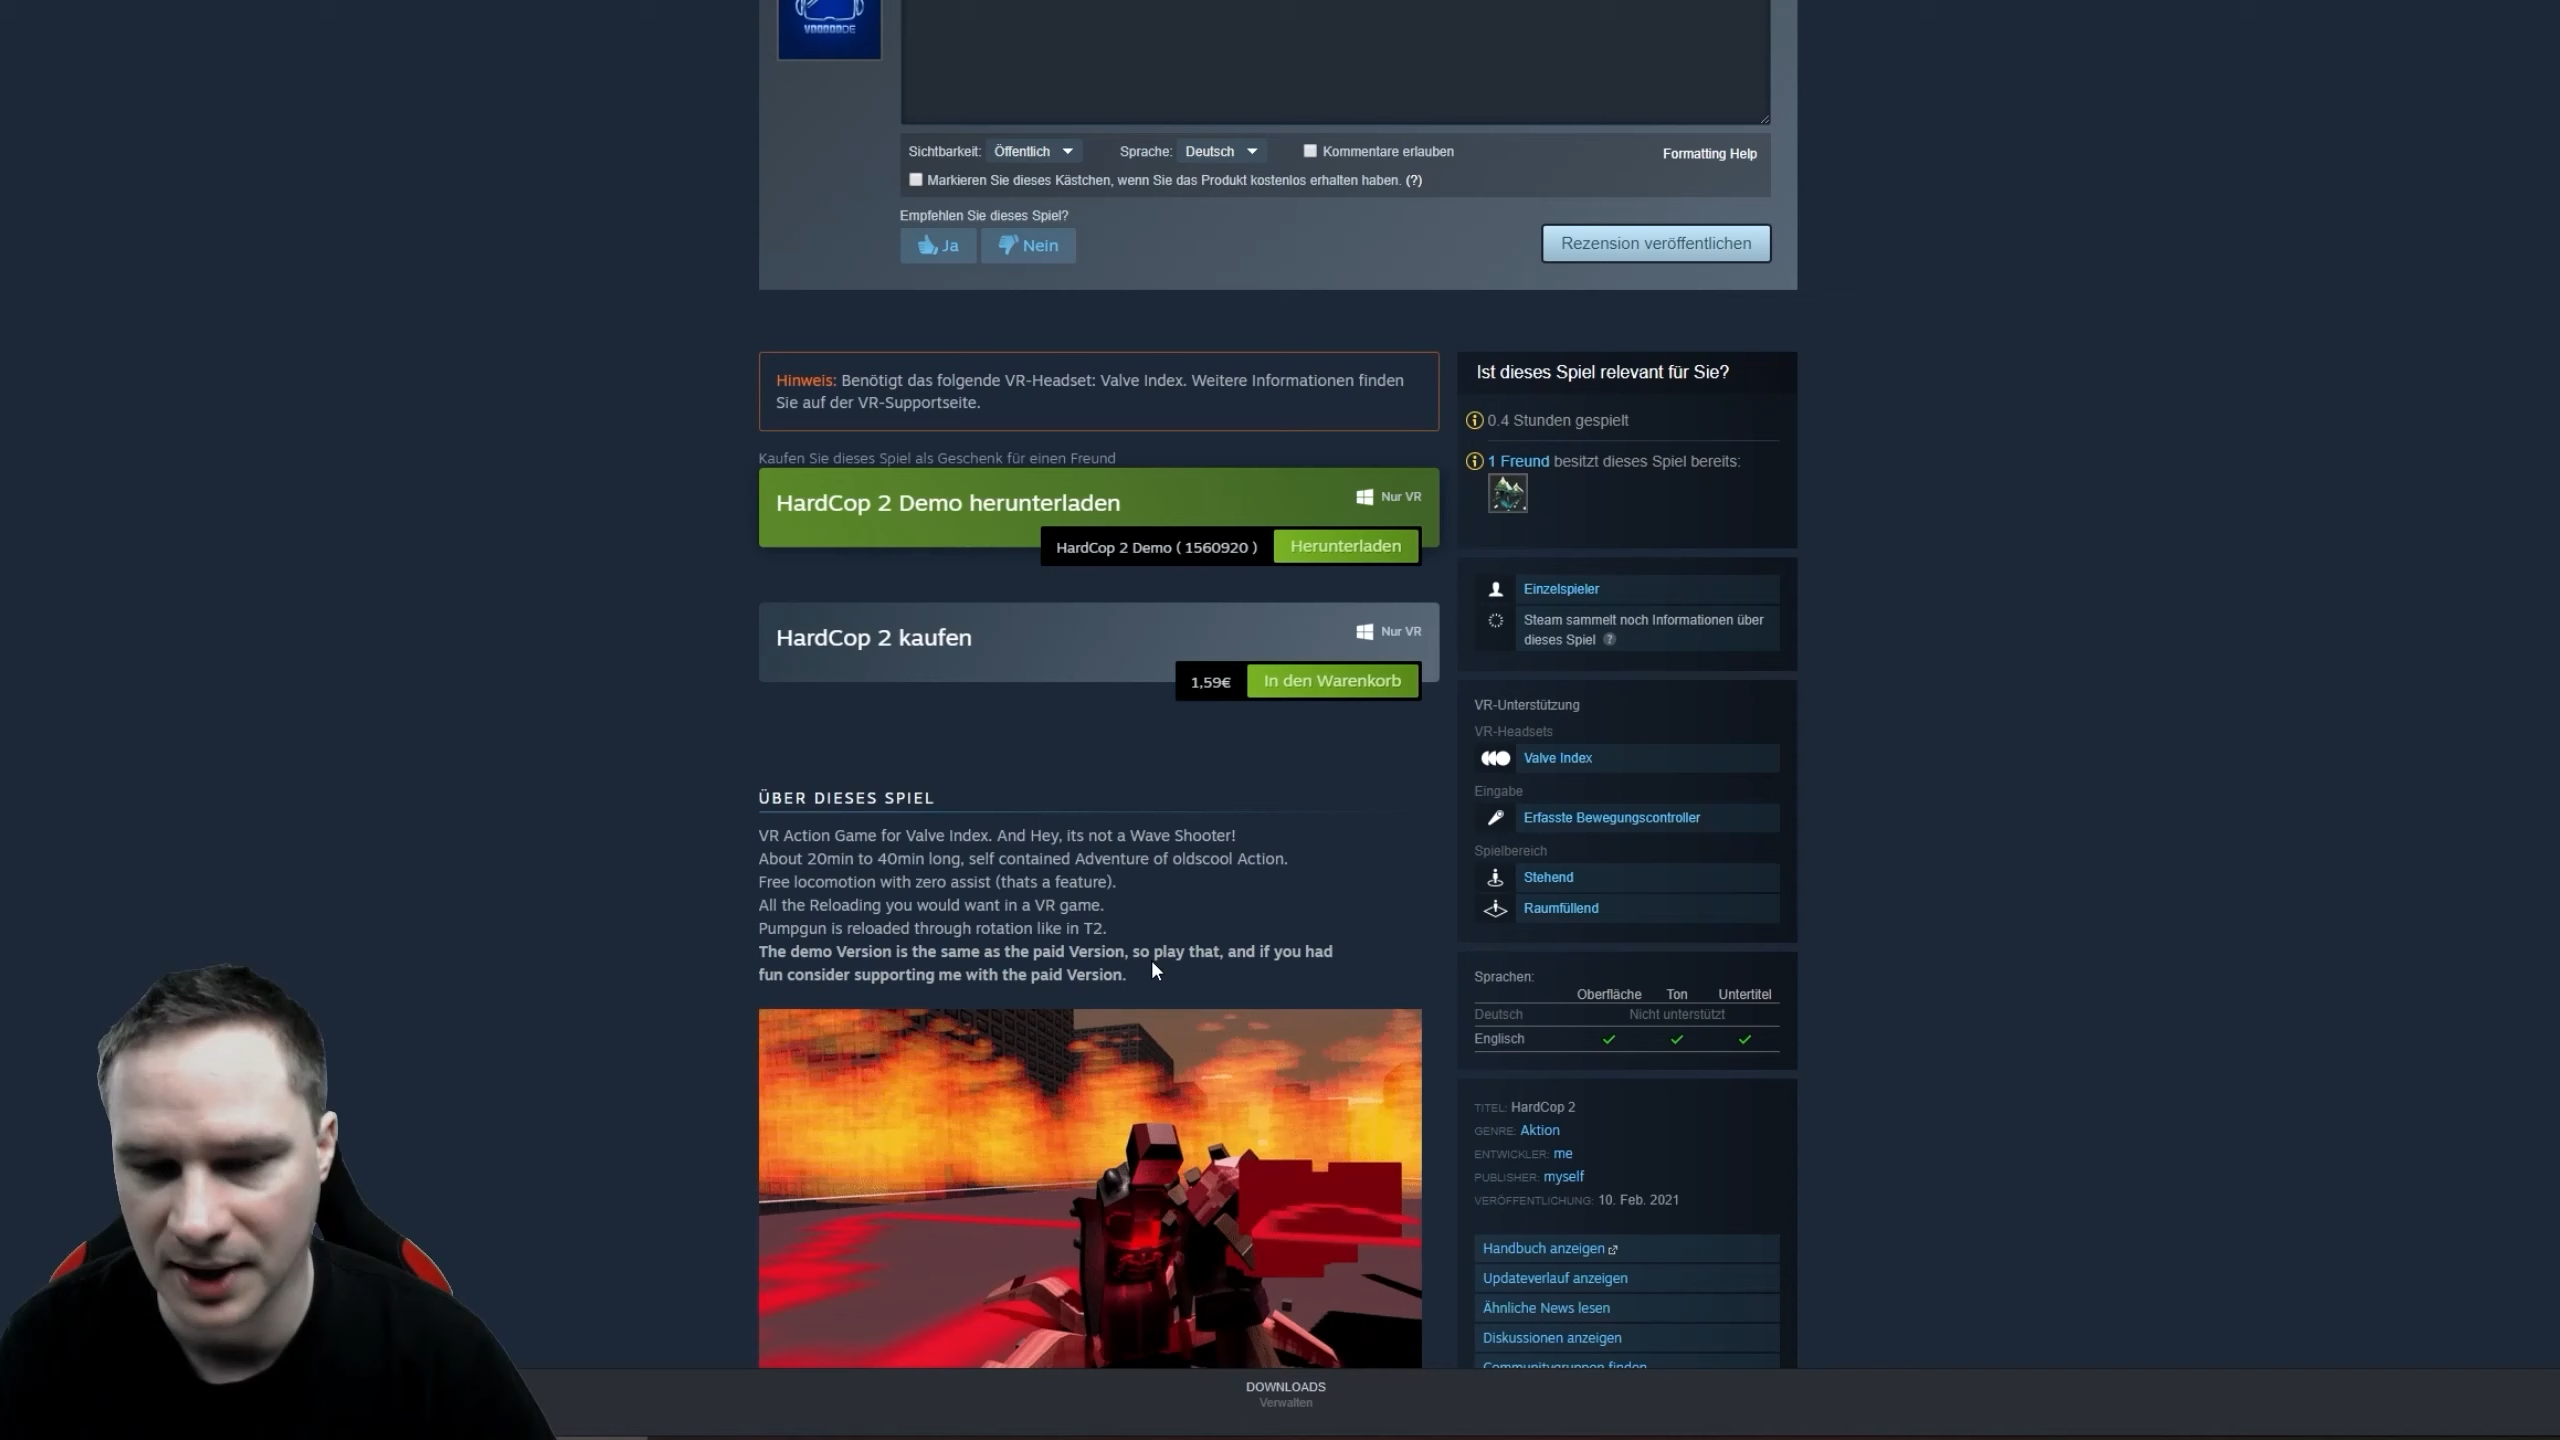 VOODOODE
Sichtbarkeit: Öffentlich
Sprache: Deutsch
Kommentare erlauben
Formatting Help
Markieren Sie dieses Kästchen, wenn Sie das Produkt kostenlos erhalten haben. (?)
Empfehlen Sie dieses Spiel?
Ja
Nein
Rezension veröffentlichen
Hinweis: Benötigt das folgende VR-Headset: Valve Index. Weitere Informationen finden
Sie auf der VR-Supportseite.
Kaufen Sie dieses Spiel als Geschenk für einen Freund
HardCop 2 Demo herunterladen
Nur VR
HardCop 2 Demo ( 1560920 )
Herunterladen
HardCop 2 kaufen
Nur VR
1,59€
In den Warenkorb
ÜBER DIESES SPIEL
VR Action Game for Valve Index. And Hey, its not a Wave Shooter!
About 20min to 40min long, self contained Adventure of oldscool Action.
Free locomotion with zero assist (thats a feature).
All the Reloading you would want in a VR game.
Pumpgun is reloaded through rotation like in T2.
The demo Version is the same as the paid Version, so play that, and if you had
fun consider supporting me with the paid Version.
Ist dieses Spiel relevant für Sie?
0.4 Stunden gespielt
1 Freund besitzt dieses Spiel bereits:
Einzelspieler
Steam sammelt noch Informationen über
dieses Spiel ?
VR-Unterstützung
VR-Headsets
Valve Index
Eingabe
Erfasste Bewegungscontroller
Spielbereich
Stehend
Raumfüllend
Sprachen:
Oberfläche Ton Untertitel
Deutsch Nicht unterstützt
Englisch
TITEL: HardCop 2
GENRE: Aktion
ENTWICKLER: me
PUBLISHER: myself
VERÖFFENTLICHUNG: 10. Feb. 2021
Handbuch anzeigen
Updateverlauf anzeigen
Ähnliche News lesen
Diskussionen anzeigen
Communitygruppen finden
DOWNLOADS
Verwalten